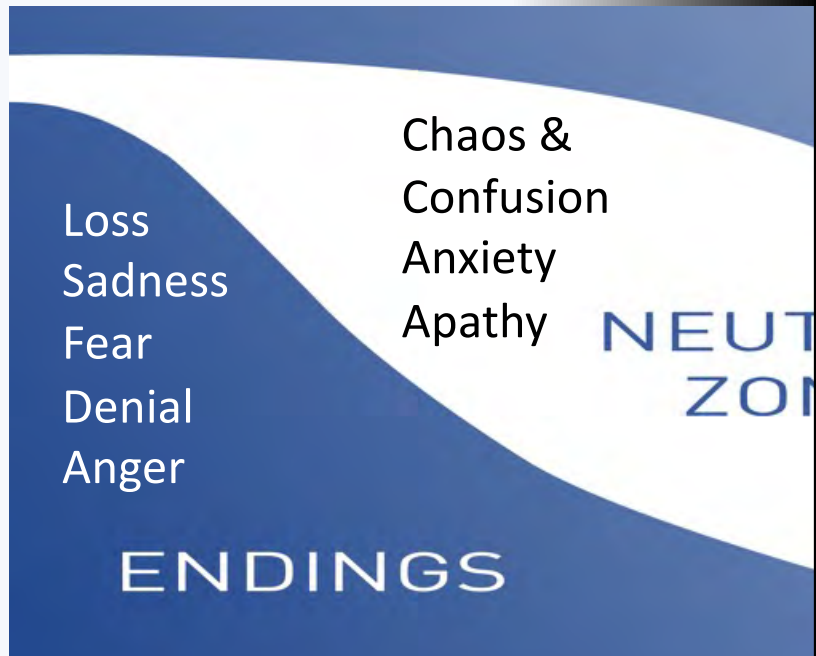 Loss
Sadness
Fear
Denial
Anger
ENDINGS
Chaos &
Confusion
Anxiety
Apathy
NEUT
ZO